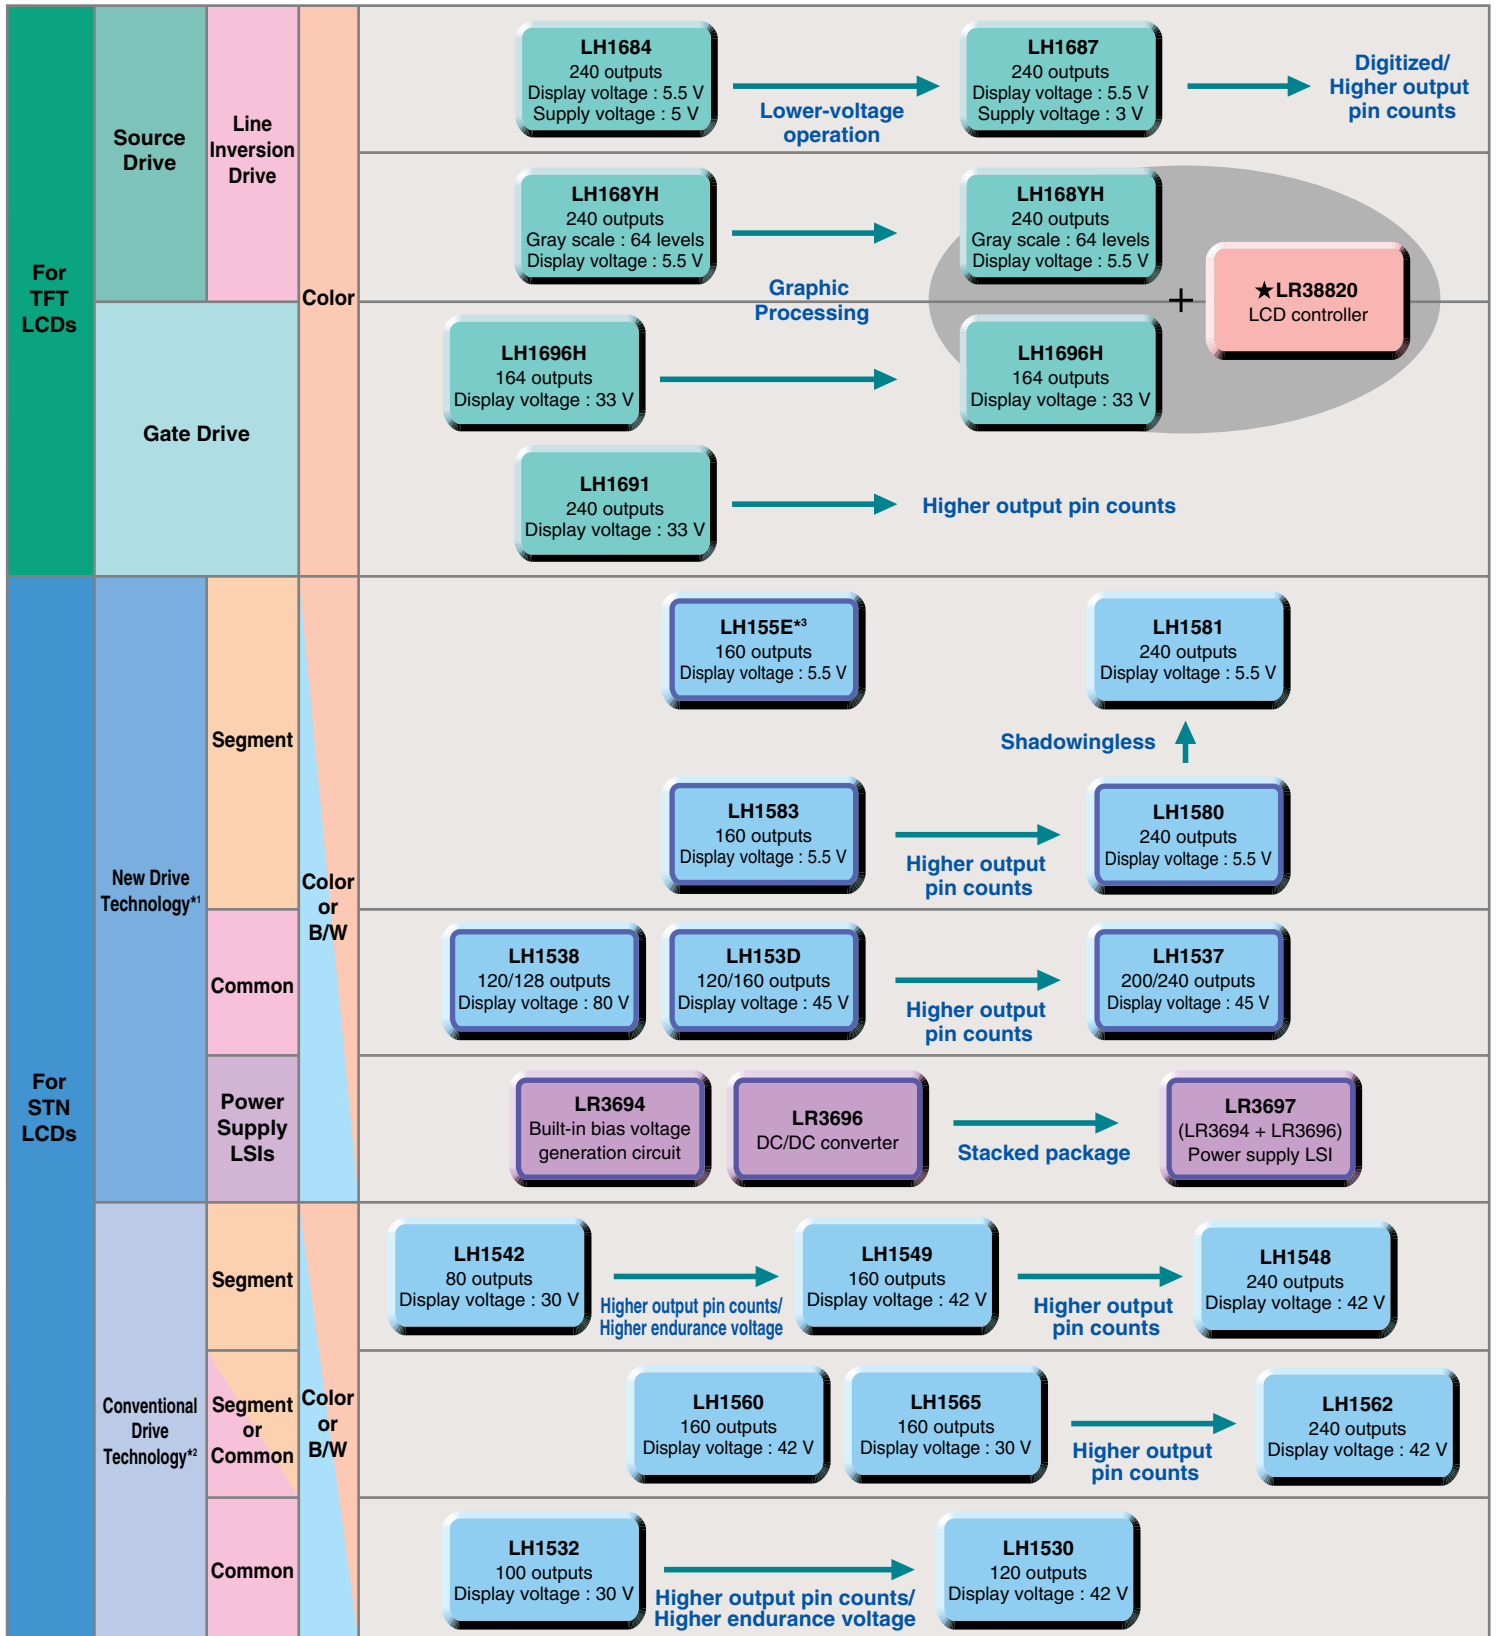 For
TFT
LCDs
Source
Drive
Line
Inversion
Drive
Color
LH1684
240 outputs
Display voltage : 5.5 V
Supply voltage : 5 V
Lower-voltage
operation
LH1687
240 outputs
Display voltage : 5.5 V
Supply voltage : 3 V
Digitized/
Higher output
pin counts
LH168YH
240 outputs
Gray scale : 64 levels
Display voltage : 5.5 V
Graphic
Processing
LH168YH
240 outputs
Gray scale : 64 levels
Display voltage : 5.5 V
+
★LR38820
LCD controller
Gate Drive
LH1696H
164 outputs
Display voltage : 33 V
LH1696H
164 outputs
Display voltage : 33 V
LH1691
240 outputs
Display voltage : 33 V
Higher output pin counts
For
STN
LCDs
New Drive
Technology*1
Segment
Color
or
B/W
LH155E*3
160 outputs
Display voltage : 5.5 V
LH1581
240 outputs
Display voltage : 5.5 V
Shadowingless
LH1583
160 outputs
Display voltage : 5.5 V
Higher output
pin counts
LH1580
240 outputs
Display voltage : 5.5 V
Common
LH1538
120/128 outputs
Display voltage : 80 V
LH153D
120/160 outputs
Display voltage : 45 V
Higher output
pin counts
LH1537
200/240 outputs
Display voltage : 45 V
Power
Supply
LSIs
LR3694
Built-in bias voltage
generation circuit
LR3696
DC/DC converter
Stacked package
LR3697
(LR3694 + LR3696)
Power supply LSI
Conventional
Drive
Technology*2
Segment
Color
or
B/W
LH1542
80 outputs
Display voltage : 30 V
Higher output pin counts/
Higher endurance voltage
LH1549
160 outputs
Display voltage : 42 V
Higher output
pin counts
LH1548
240 outputs
Display voltage : 42 V
Segment
or
Common
LH1560
160 outputs
Display voltage : 42 V
LH1565
160 outputs
Display voltage : 30 V
Higher output
pin counts
LH1562
240 outputs
Display voltage : 42 V
Common
LH1532
100 outputs
Display voltage : 30 V
Higher output pin counts/
Higher endurance voltage
LH1530
120 outputs
Display voltage : 42 V